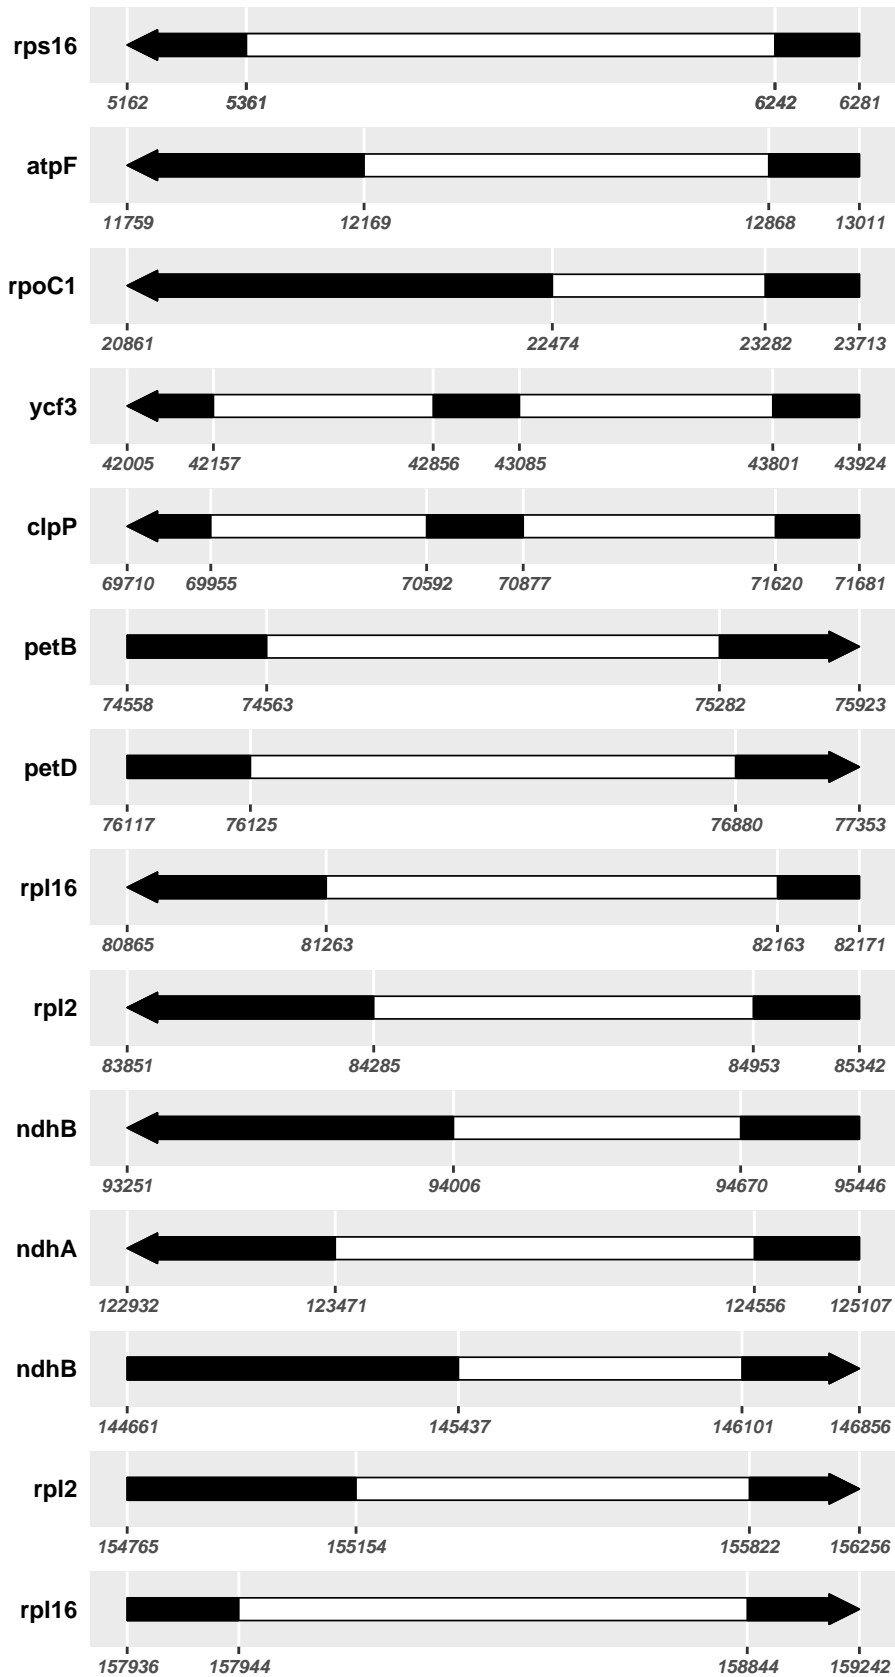 rps16
5162 5361 6242 6281
atpF
11759 12169 12868 13011
rpoC1
20861 22474 23282 23713
ycf3
42005 42157 42856 43085 43801 43924
clpP
69710 69955 70592 70877 71620 71681
petB
74558 74563 75282 75923
petD
76117 76125 76880 77353
rpl16
80865 81263 82163 82171
rpl2
83851 84285 84953 85342
ndhB
93251 94006 94670 95446
ndhA
122932 123471 124556 125107
ndhB
144661 145437 146101 146856
rpl2
154765 155154 155822 156256
rpl16
157936 157944 158844 159242